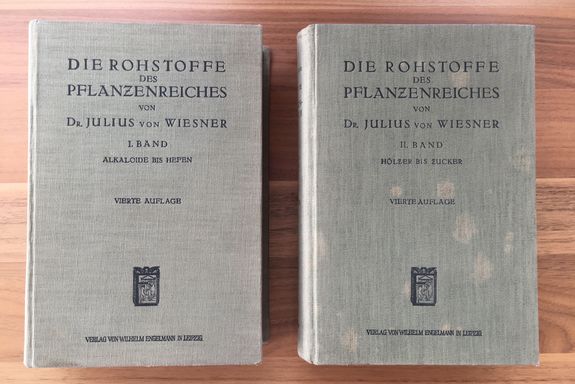 DIE ROHSTOFFE
DES
PFLANZENREICHES
VON
DR. JULIUS VON WIESNER
I. BAND
ALKALOIDE BIS HEFEN
VIERTE AUFLAGE
VERLAG VON WILHELM ENGELMANN IN LEIPZIG
DIE ROHSTOFFE
DES
PFLANZENREICHES
VON
DR. JULIUS VON WIESNER
II. BAND
HÖLZER BIS ZUCKER
VIERTE AUFLAGE
VERLAG VON WILHELM ENGELMANN IN LEIPZIG